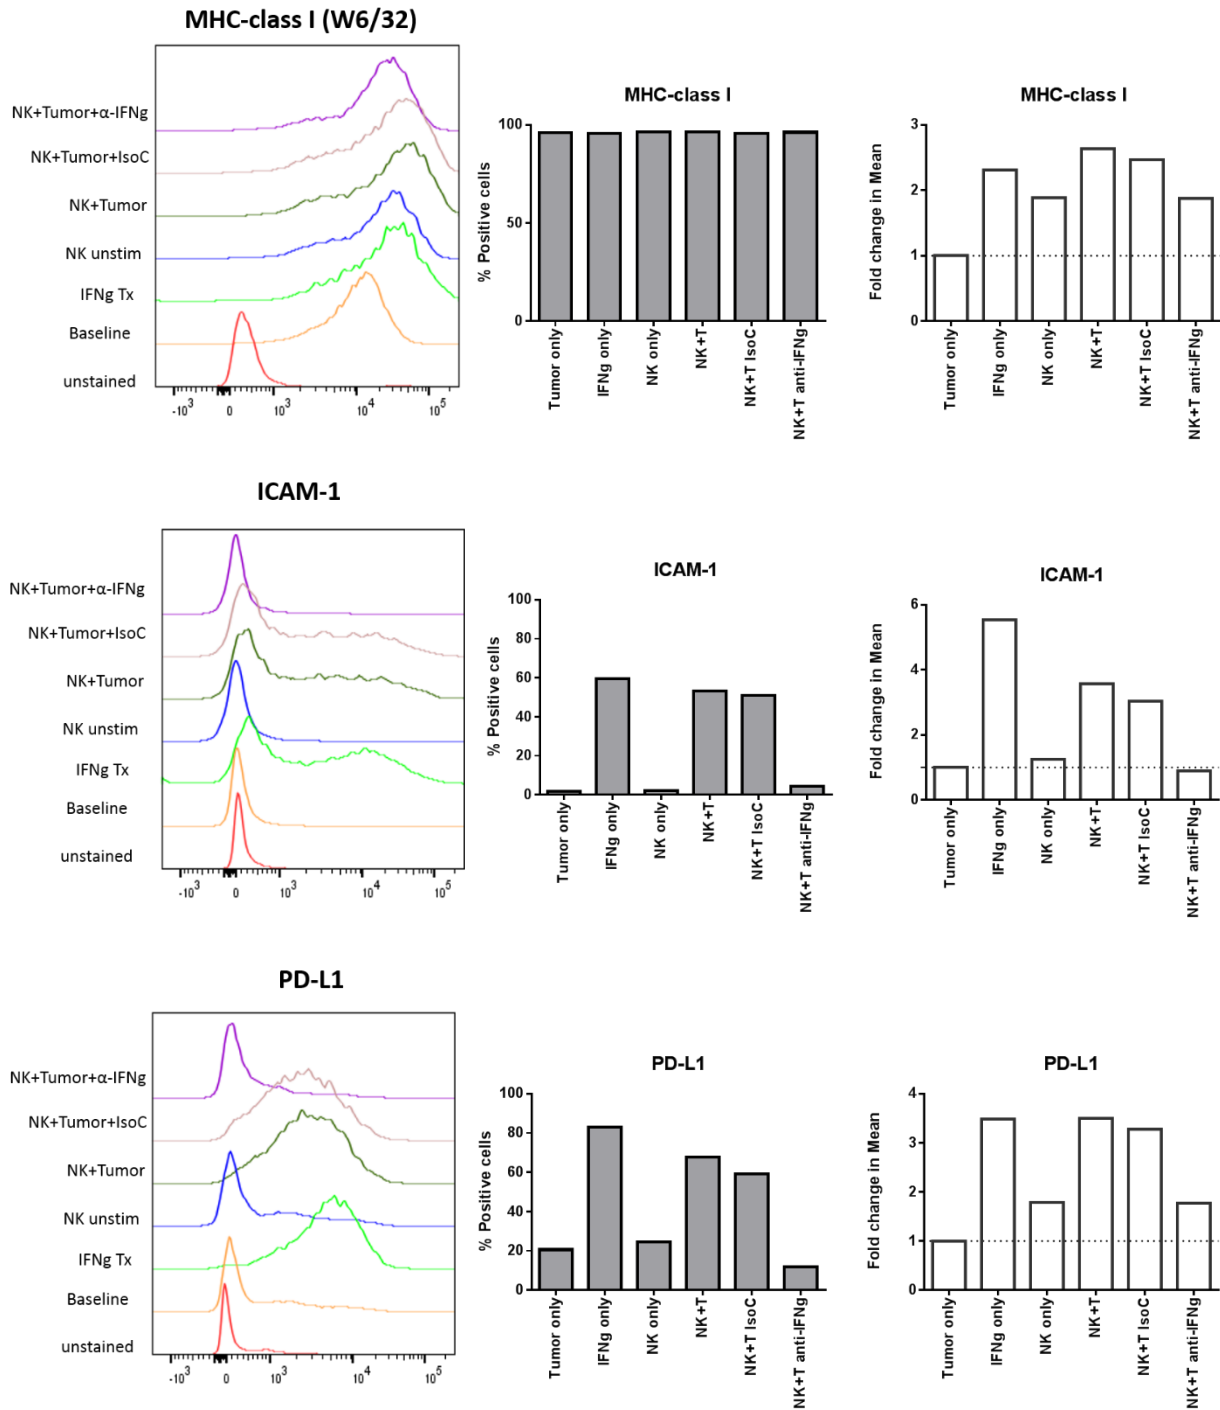 MHC-class I (W6/32)
NK+Tumor+α-IFNg
NK+Tumor+IsoC
NK+Tumor
NK unstim
IFNg Tx
Baseline
unstained
-10³ 0 10³ 10⁴ 10⁵
MHC-class I
% Positive cells
100
50
0
Tumor only
IFNg only
NK only
NK+T
NK+T IsoC
NK+T anti-IFNg
MHC-class I
Fold change in Mean
3
2
1
0
Tumor only
IFNg only
NK only
NK+T
NK+T IsoC
NK+T anti-IFNg
ICAM-1
NK+Tumor+α-IFNg
NK+Tumor+IsoC
NK+Tumor
NK unstim
IFNg Tx
Baseline
unstained
-10³ 0 10³ 10⁴ 10⁵
ICAM-1
% Positive cells
100
80
60
40
20
0
Tumor only
IFNg only
NK only
NK+T
NK+T IsoC
NK+T anti-IFNg
ICAM-1
Fold change in Mean
6
4
2
0
Tumor only
IFNg only
NK only
NK+T
NK+T IsoC
NK+T anti-IFNg
PD-L1
NK+Tumor+α-IFNg
NK+Tumor+IsoC
NK+Tumor
NK unstim
IFNg Tx
Baseline
unstained
-10³ 0 10³ 10⁴ 10⁵
PD-L1
% Positive cells
100
80
60
40
20
0
Tumor only
IFNg only
NK only
NK+T
NK+T IsoC
NK+T anti-IFNg
PD-L1
Fold change in Mean
4
3
2
1
0
Tumor only
IFNg only
NK only
NK+T
NK+T IsoC
NK+T anti-IFNg